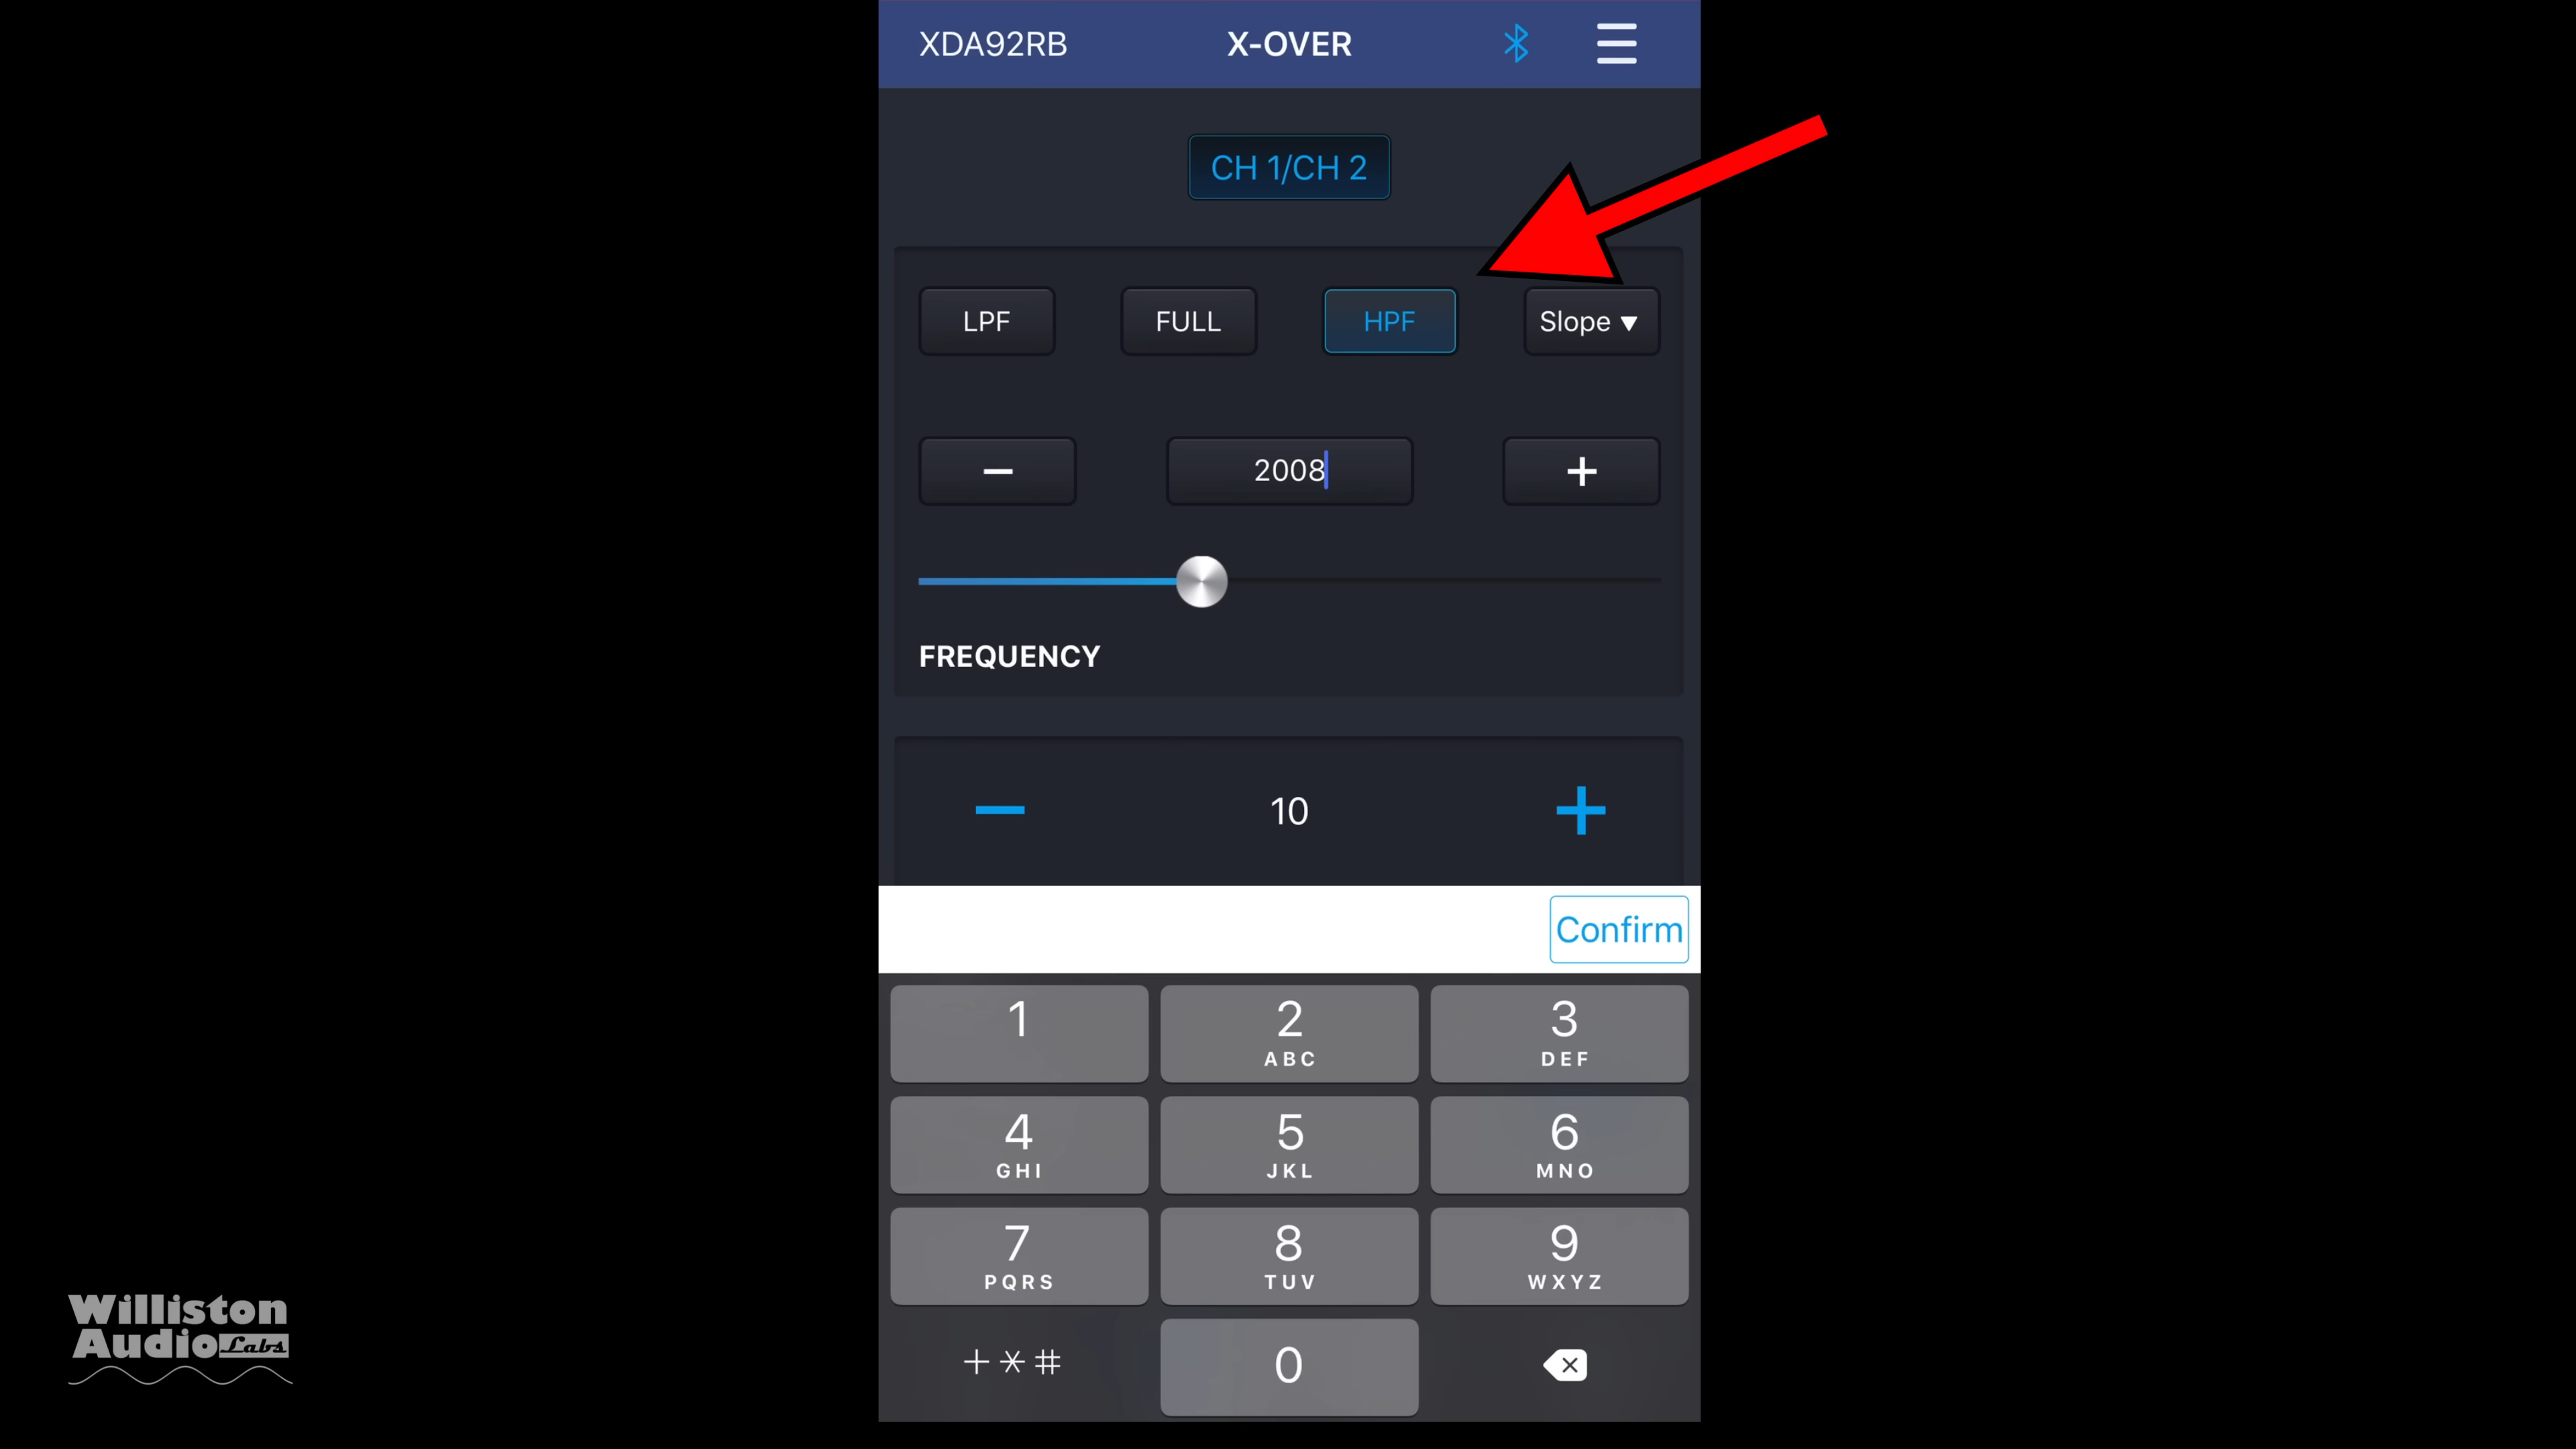 XDA92RB X-OVER
CH 1/CH 2
LPF FULL HPF Slope ▼
− 2008 +
FREQUENCY
− 10 +
Confirm
1 2 3
ABC DEF
4 5 6
GHI JKL MNO
7 8 9
PQRS TUV WXYZ
+*# 0
Williston
Audio Labs